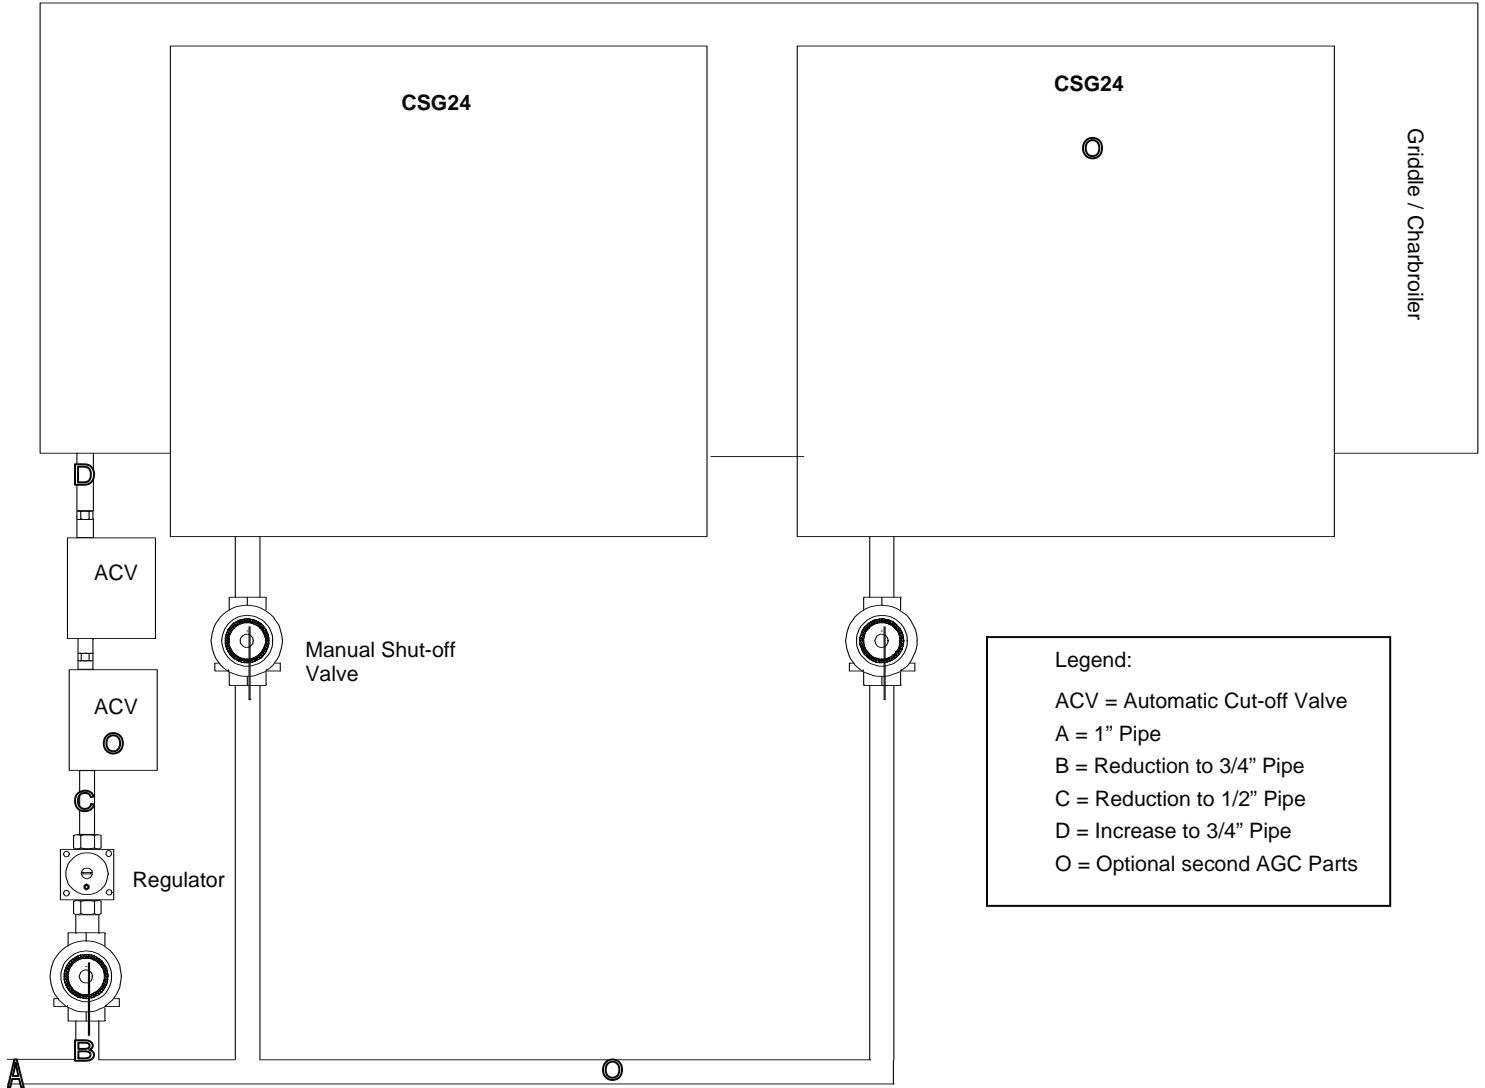 CSG24
CSG24
O
Griddle / Charbroiler
D
ACV
Manual Shut-off
Valve
ACV
O
C
Regulator
B
A
O
Legend:
ACV = Automatic Cut-off Valve
A = 1” Pipe
B = Reduction to 3/4” Pipe
C = Reduction to 1/2” Pipe
D = Increase to 3/4” Pipe
O = Optional second AGC Parts